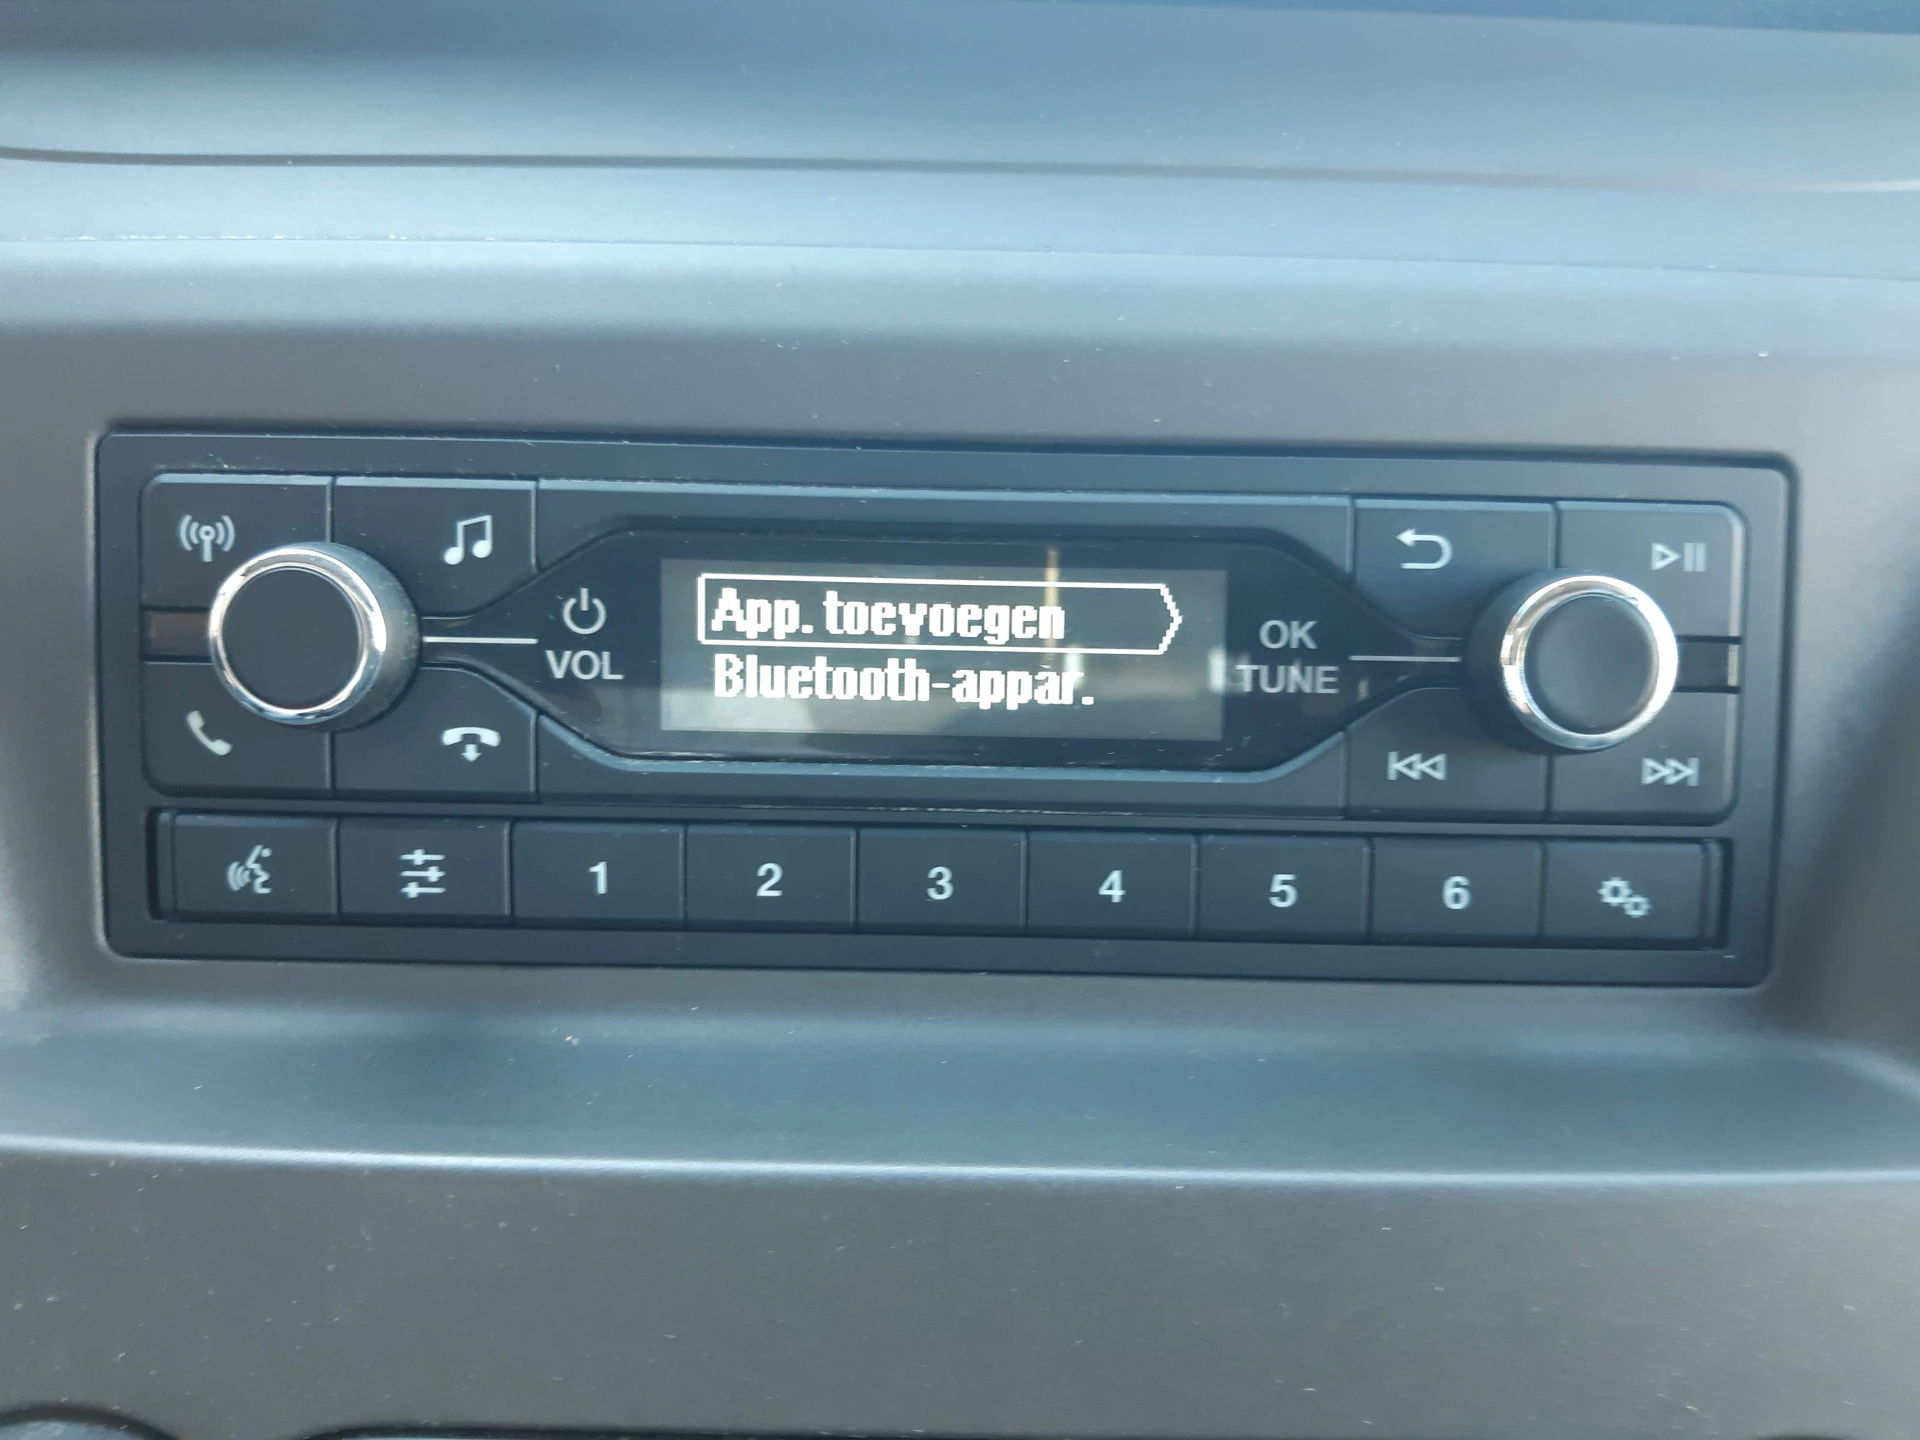 App. toevoegen
Bluetooth-appar.
VOL
OK
TUNE
1 2 3 4 5 6